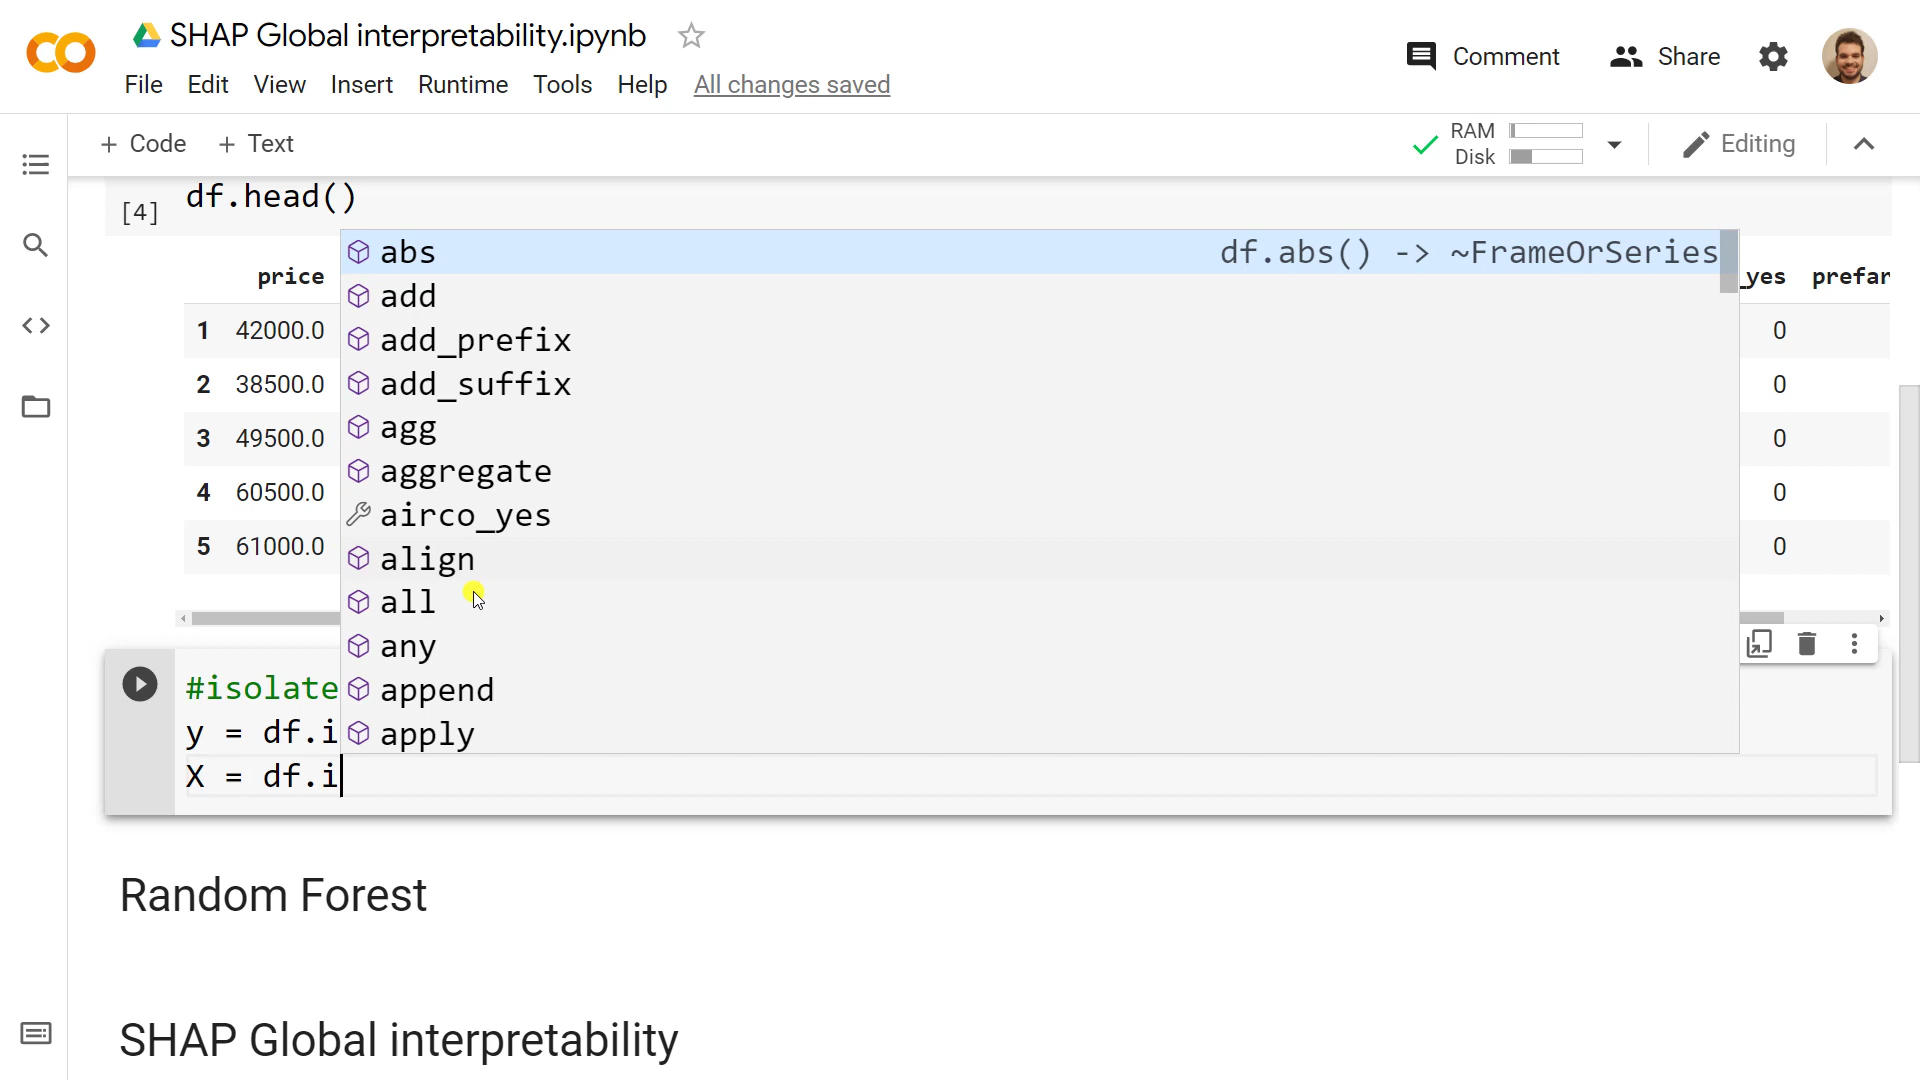 SHAP Global interpretability.ipynb
Comment
Share
File Edit View Insert Runtime Tools Help All changes saved
+ Code + Text
RAM
Disk
Editing
[4]
df.head()
price
_yes prefar
1 42000.0 0
2 38500.0 0
3 49500.0 0
4 60500.0 0
5 61000.0 0
abs df.abs() -> ~FrameOrSeries
add
add_prefix
add_suffix
agg
aggregate
airco_yes
align
all
any
append
apply
#isolate
y = df.i
X = df.i
Random Forest
SHAP Global interpretability